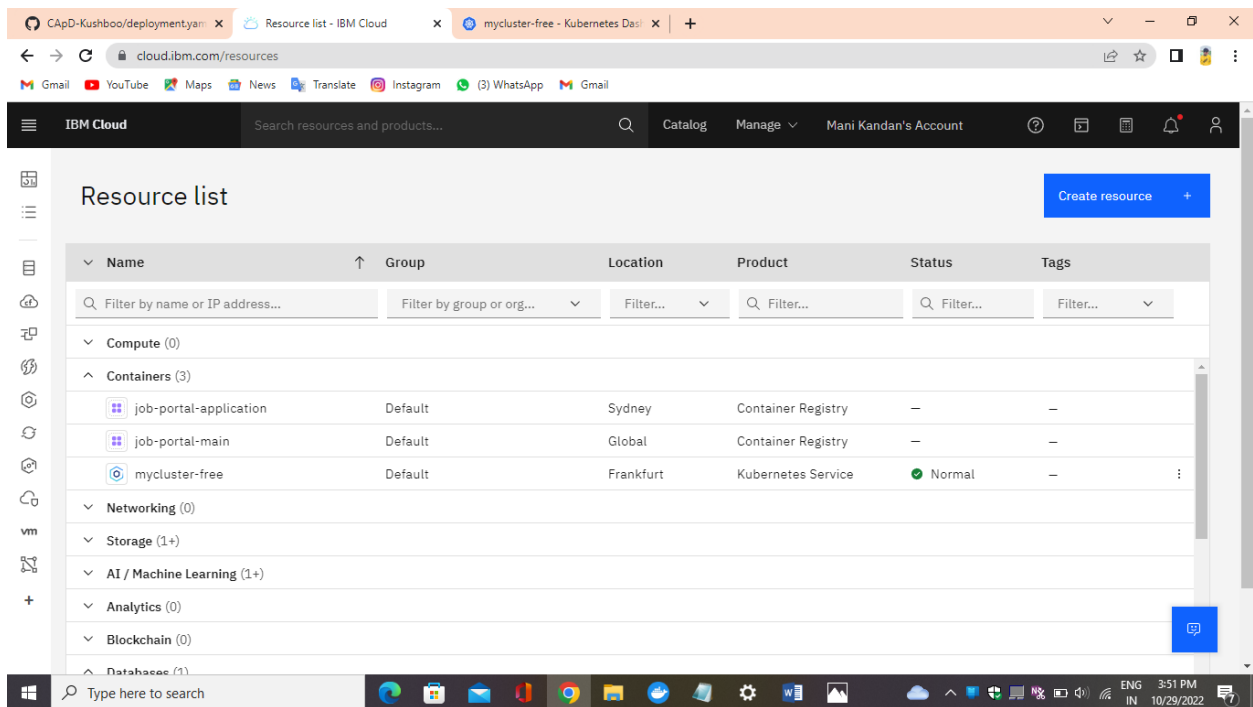 CApD-Kushboo/deployment.yam
Resource list - IBM Cloud
mycluster-free - Kubernetes Das
cloud.ibm.com/resources
Gmail YouTube Maps News Translate Instagram (3) WhatsApp Gmail
IBM Cloud Search resources and products... Catalog Manage Mani Kandan's Account
Resource list
Create resource +
Name Group Location Product Status Tags
Filter by name or IP address... Filter by group or org... Filter... Filter... Filter... Filter...
Compute (0)
Containers (3)
job-portal-application Default Sydney Container Registry — —
job-portal-main Default Global Container Registry — —
mycluster-free Default Frankfurt Kubernetes Service Normal —
Networking (0)
Storage (1+)
vm
AI / Machine Learning (1+)
Analytics (0)
Blockchain (0)
Databases (1)
Type here to search
ENG
IN
3:51 PM
10/29/2022
7